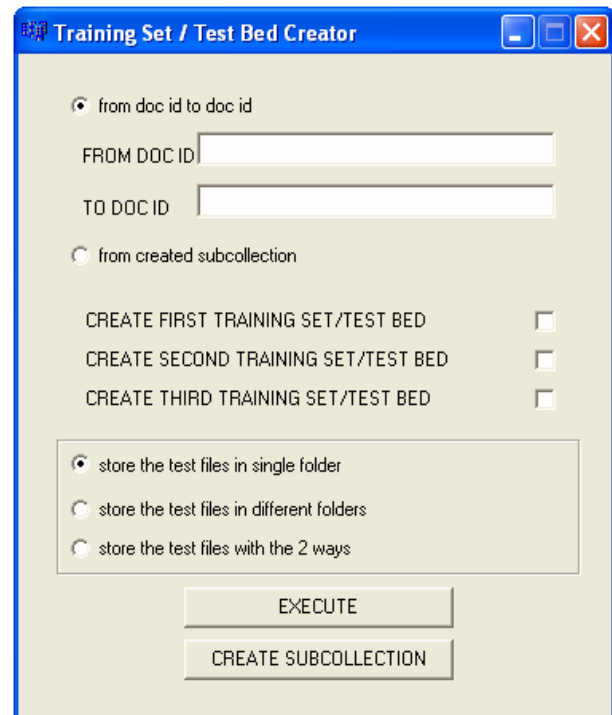 Training Set / Test Bed Creator
from doc id to doc id
FROM DOC ID
TO DOC ID
from created subcollection
CREATE FIRST TRAINING SET/TEST BED
CREATE SECOND TRAINING SET/TEST BED
CREATE THIRD TRAINING SET/TEST BED
store the test files in single folder
store the test files in different folders
store the test files with the 2 ways
EXECUTE
CREATE SUBCOLLECTION